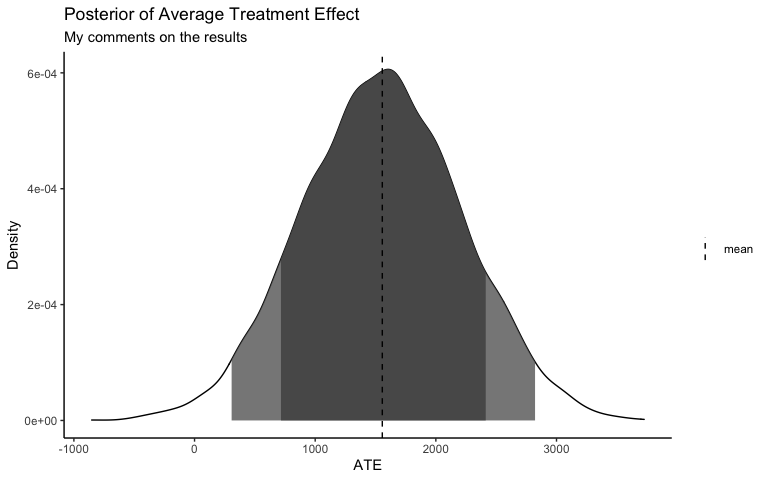 Posterior of Average Treatment Effect
My comments on the results
6e-04
4e-04
2e-04
0e+00
Density
-1000
0
1000
2000
3000
ATE
mean